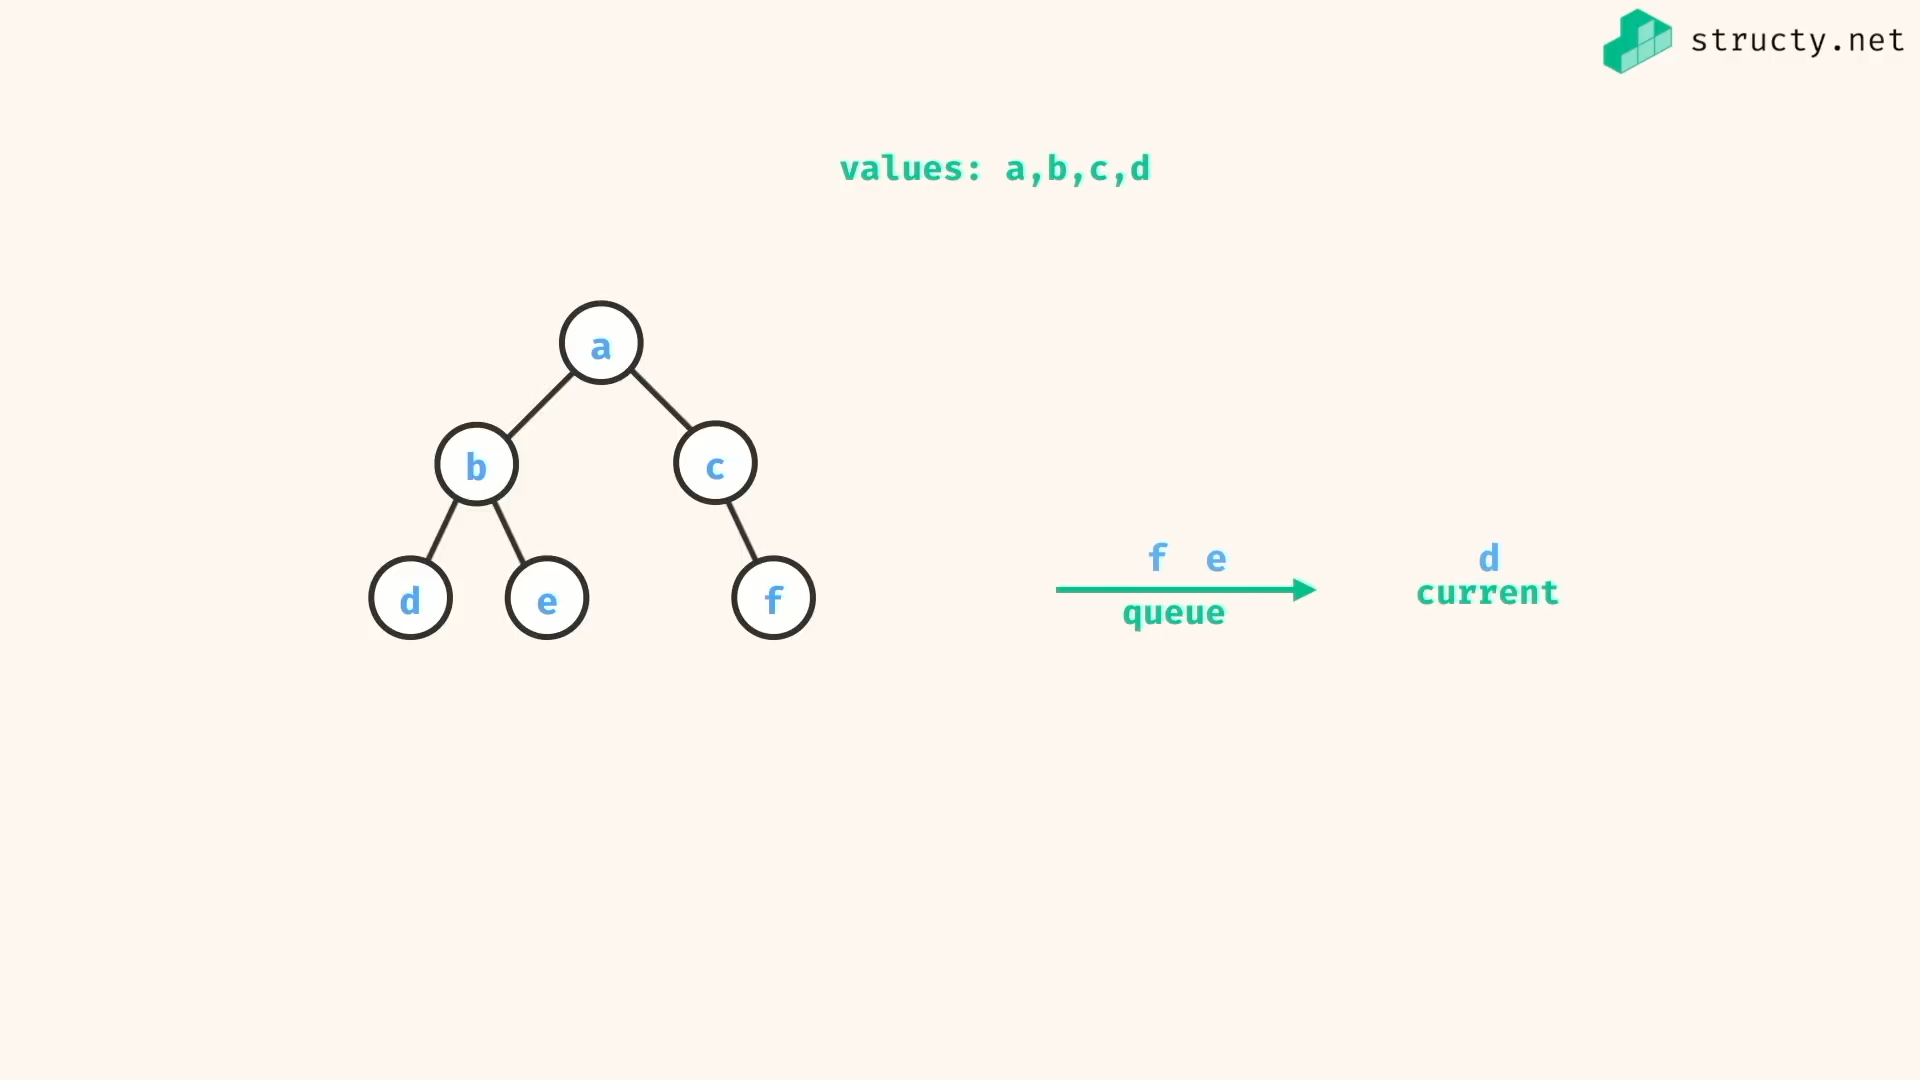 structy.net
values: a,b,c,d
a
b
c
d
e
f
f e
queue
d
current